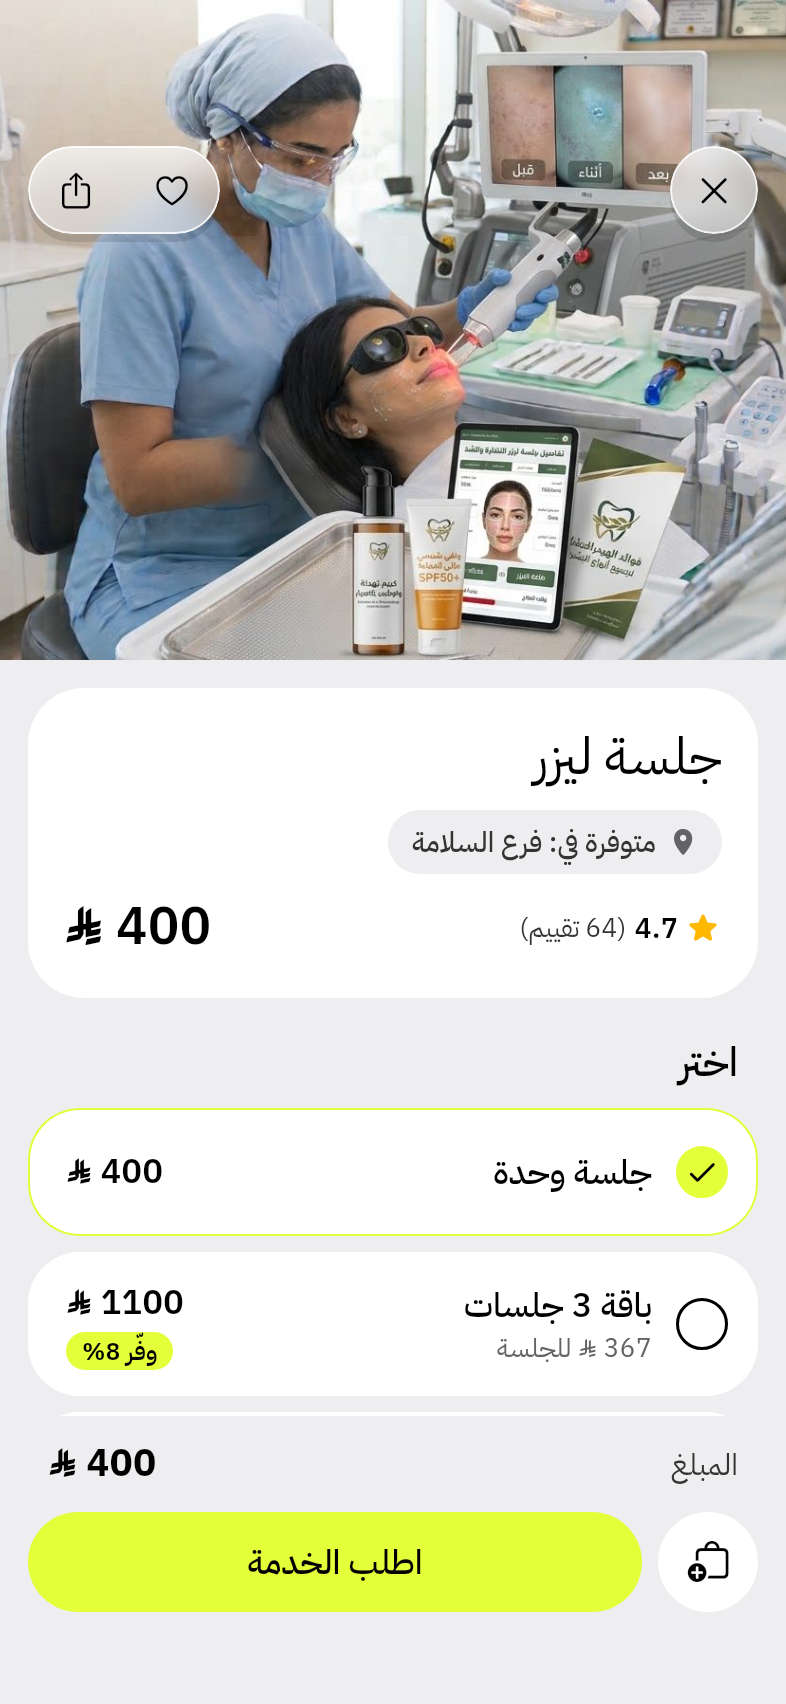 قبل
أثناء
بعد
SPF50+
جلسة ليزر
متوفرة في: فرع السلامة
4.7 (64 تقييم)
400
اختر
جلسة وحدة
400
باقة 3 جلسات
1100
367 للجلسة
وفّر 8%
المبلغ
400
اطلب الخدمة